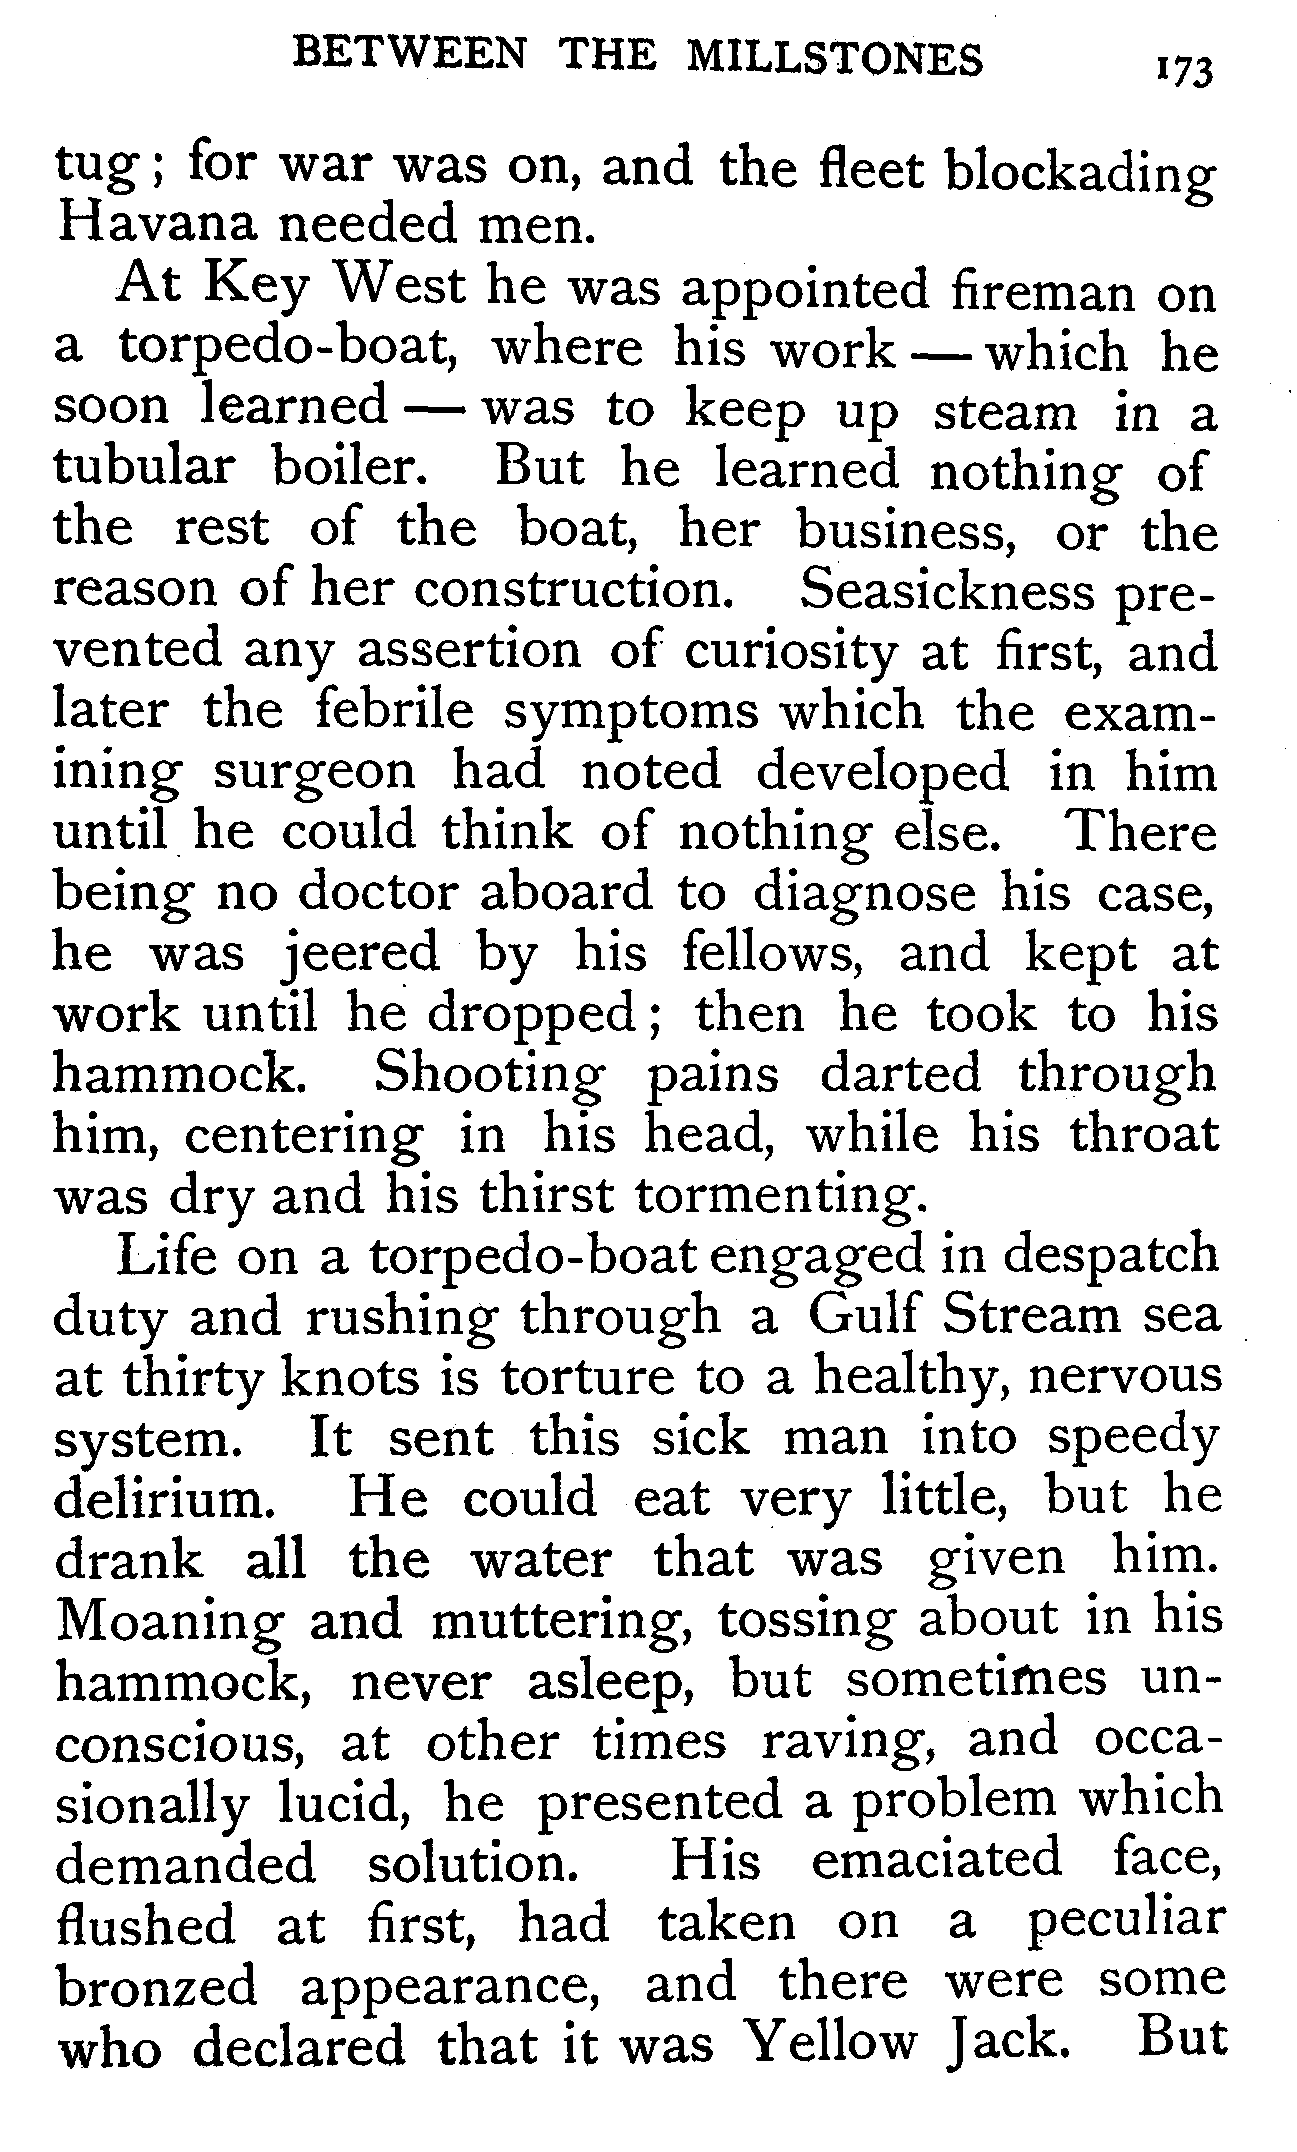 BETWEEN THE MILLSTONES 173
tug; for war was on, and the fleet blockading
Havana needed men.
At Key West he was appointed fireman on
a torpedo-boat, where his work — which he
soon learned — was to keep up steam in a
tubular boiler. But he learned nothing of
the rest of the boat, her business, or the
reason of her construction. Seasickness pre-
vented any assertion of curiosity at first, and
later the febrile symptoms which the exam-
ining surgeon had noted developed in him
until he could think of nothing else. There
being no doctor aboard to diagnose his case,
he was jeered by his fellows, and kept at
work until he dropped; then he took to his
hammock. Shooting pains darted through
him, centering in his head, while his throat
was dry and his thirst tormenting.
Life on a torpedo-boat engaged in despatch
duty and rushing through a Gulf Stream sea
at thirty knots is torture to a healthy, nervous
system. It sent this sick man into speedy
delirium. He could eat very little, but he
drank all the water that was given him.
Moaning and muttering, tossing about in his
hammock, never asleep, but sometimes un-
conscious, at other times raving, and occa-
sionally lucid, he presented a problem which
demanded solution. His emaciated face,
flushed at first, had taken on a peculiar
bronzed appearance, and there were some
who declared that it was Yellow Jack. But